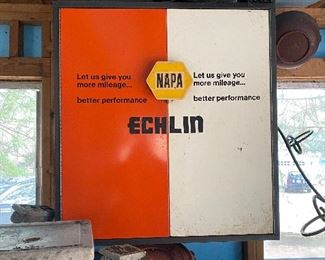 Let us give you
more mileage...
better performance
NAPA
Let us give you
more mileage...
better performance
ECHLIN